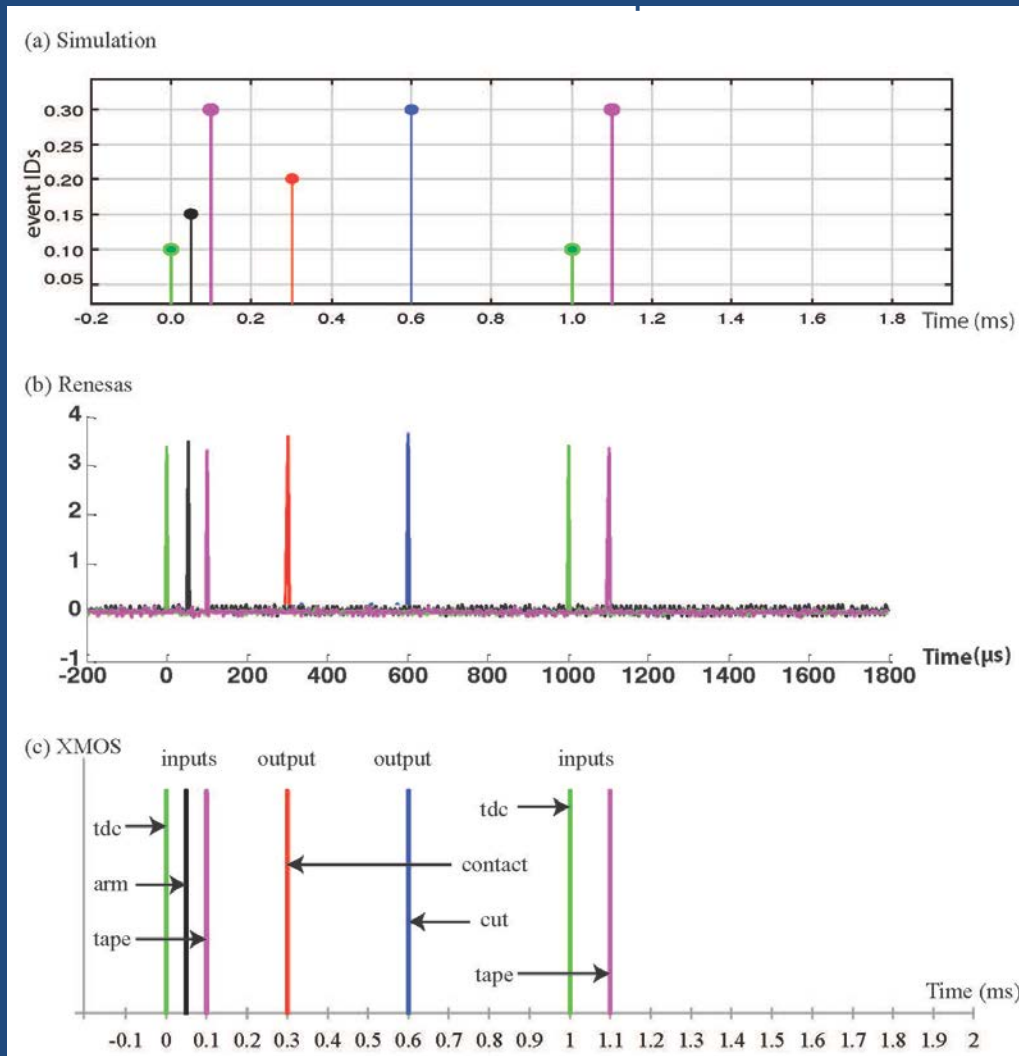 (a) Simulation
event IDs
0.30
0.25
0.20
0.15
0.10
0.05
-0.2 0.0 0.2 0.4 0.6 0.8 1.0 1.2 1.4 1.6 1.8 Time (ms)
(b) Renesas
4
3
2
1
0
-1
-200 0 200 400 600 800 1000 1200 1400 1600 1800 Time(µs)
(c) XMOS
inputs output output inputs
tdc
tdc
contact
arm
cut
tape
tape
Time (ms)
-0.1 0 0.1 0.2 0.3 0.4 0.5 0.6 0.7 0.8 0.9 1 1.1 1.2 1.3 1.4 1.5 1.6 1.7 1.8 1.9 2